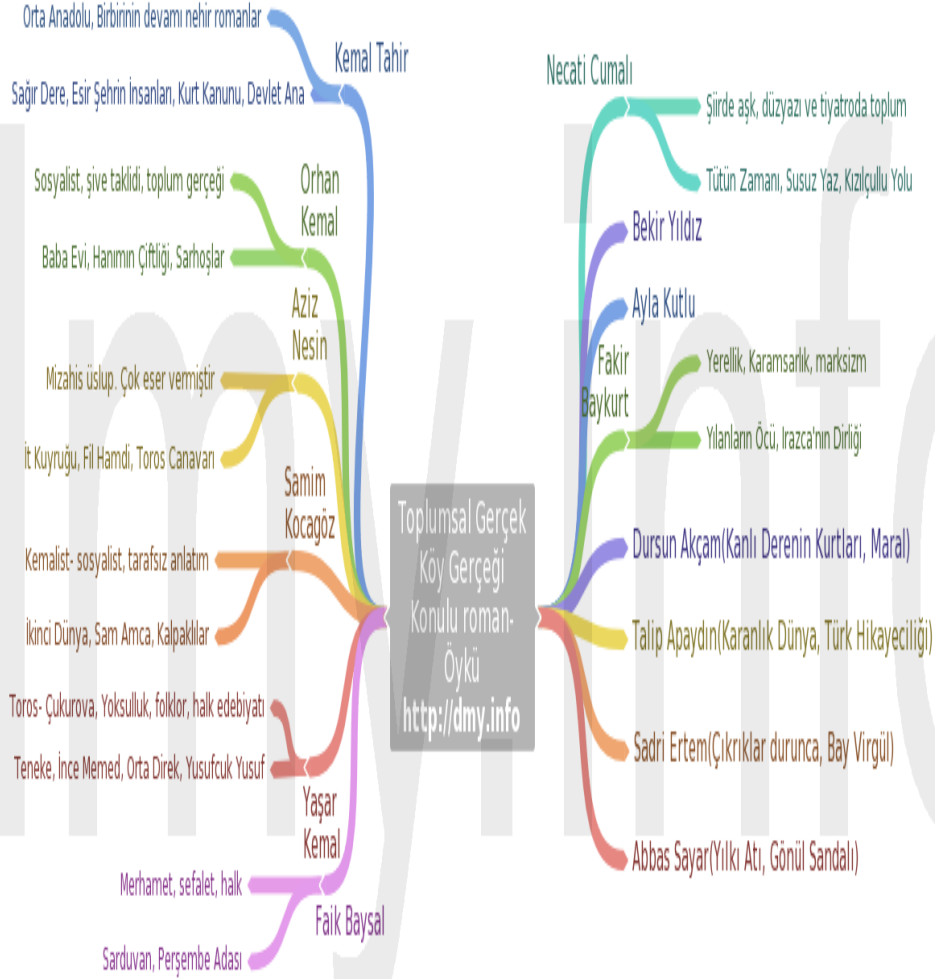 Orta Anadolu, Birbirinin devamı nehir romanlar
Kemal Tahir
Sağır Dere, Esir Şehrin İnsanları, Kurt Kanunu, Devlet Ana
Sosyalist, şive taklidi, toplum gerçeği
Orhan
Kemal
Baba Evi, Hanımın Çiftliği, Sarhoşlar
Aziz
Nesin
Mizahis üslup. Çok eser vermiştir
İt Kuyruğu, Fil Hamdi, Toros Canavarı
Samim
Kocagöz
Kemalist- sosyalist, tarafsız anlatım
İkinci Dünya, Sam Amca, Kalpaklılar
Toros- Çukurova, Yoksulluk, folklor, halk edebiyatı
Teneke, İnce Memed, Orta Direk, Yusufcuk Yusuf
Yaşar
Kemal
Merhamet, sefalet, halk
Faik Baysal
Sarduvan, Perşembe Adası
Toplumsal Gerçek
Köy Gerçeği
Konulu roman-
Öykü
http://dmy.info
Necati Cumalı
Şiirde aşk, düzyazı ve tiyatroda toplum
Tütün Zamanı, Susuz Yaz, Kızılçullu Yolu
Bekir Yıldız
Ayla Kutlu
Fakir
Baykurt
Yerellik, Karamsarlık, marksizm
Yılanların Öcü, Irazca'nın Dirliği
Dursun Akçam(Kanlı Derenin Kurtları, Maral)
Talip Apaydın(Karanlık Dünya, Türk Hikayeciliği)
Sadri Ertem(Çıkrıklar durunca, Bay Virgül)
Abbas Sayar(Yılkı Atı, Gönül Sandalı)